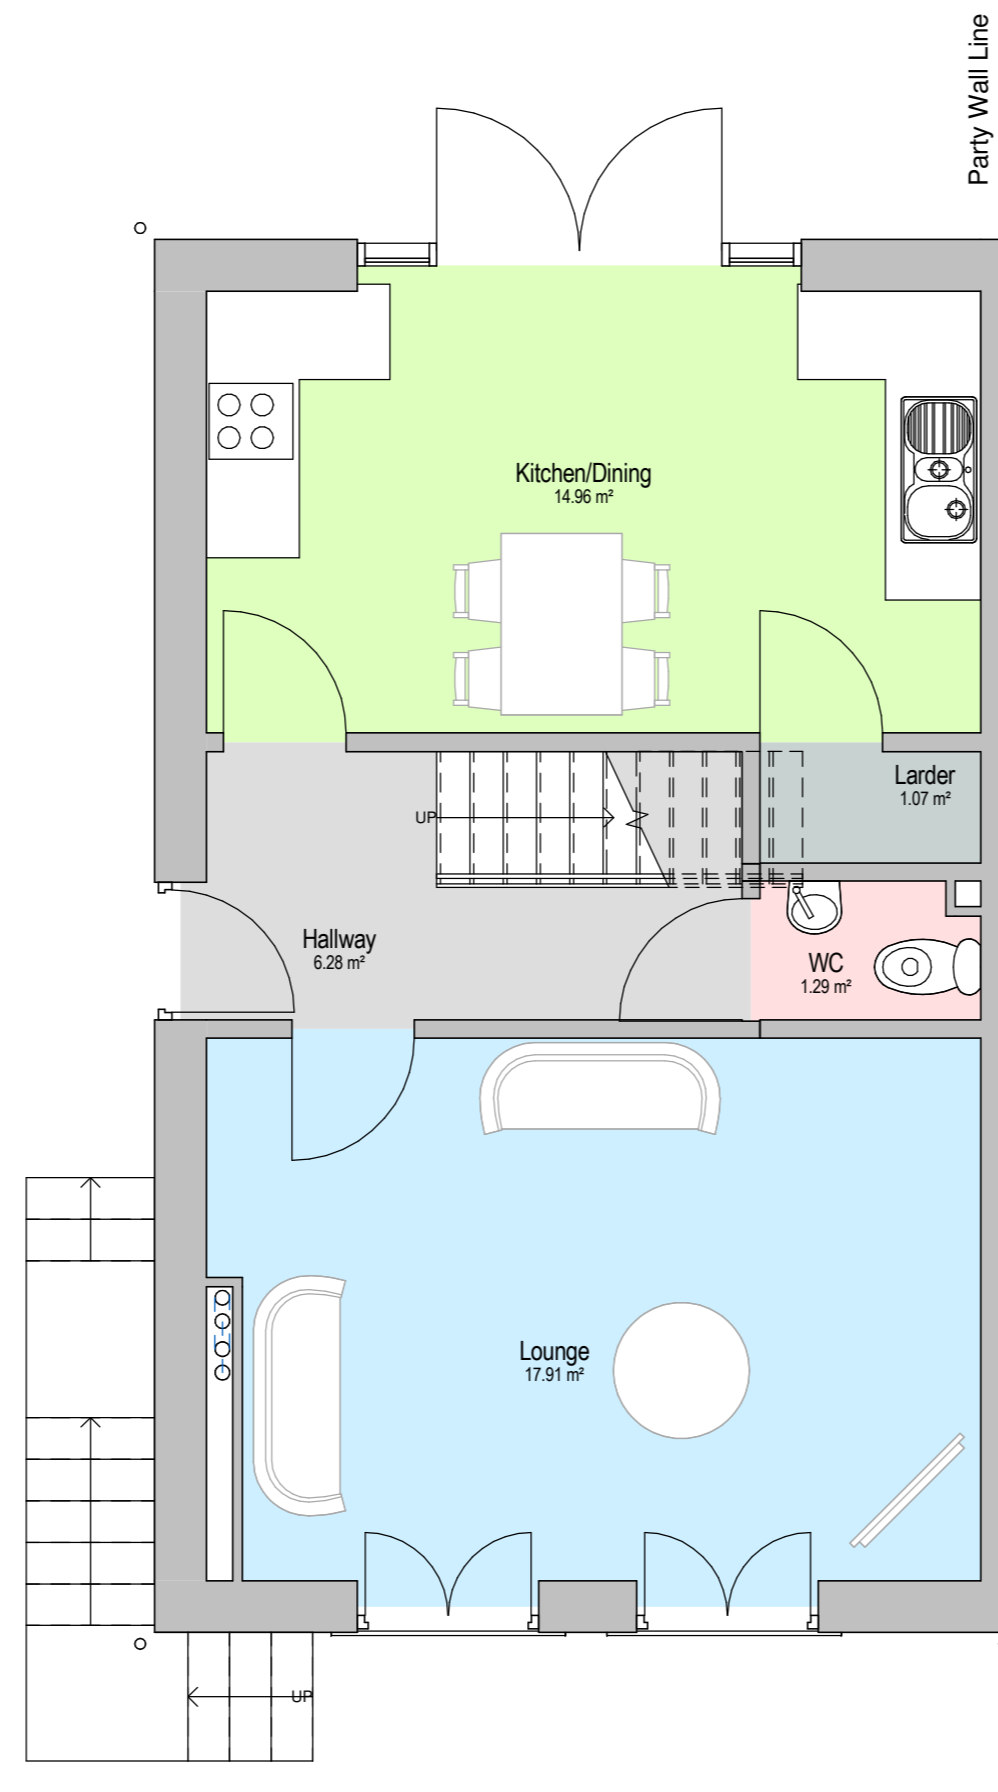 Party Wall Line
Kitchen/Dining
14.96 m²
Larder
1.07 m²
UP
Hallway
6.28 m²
WC
1.29 m²
Lounge
17.91 m²
UP